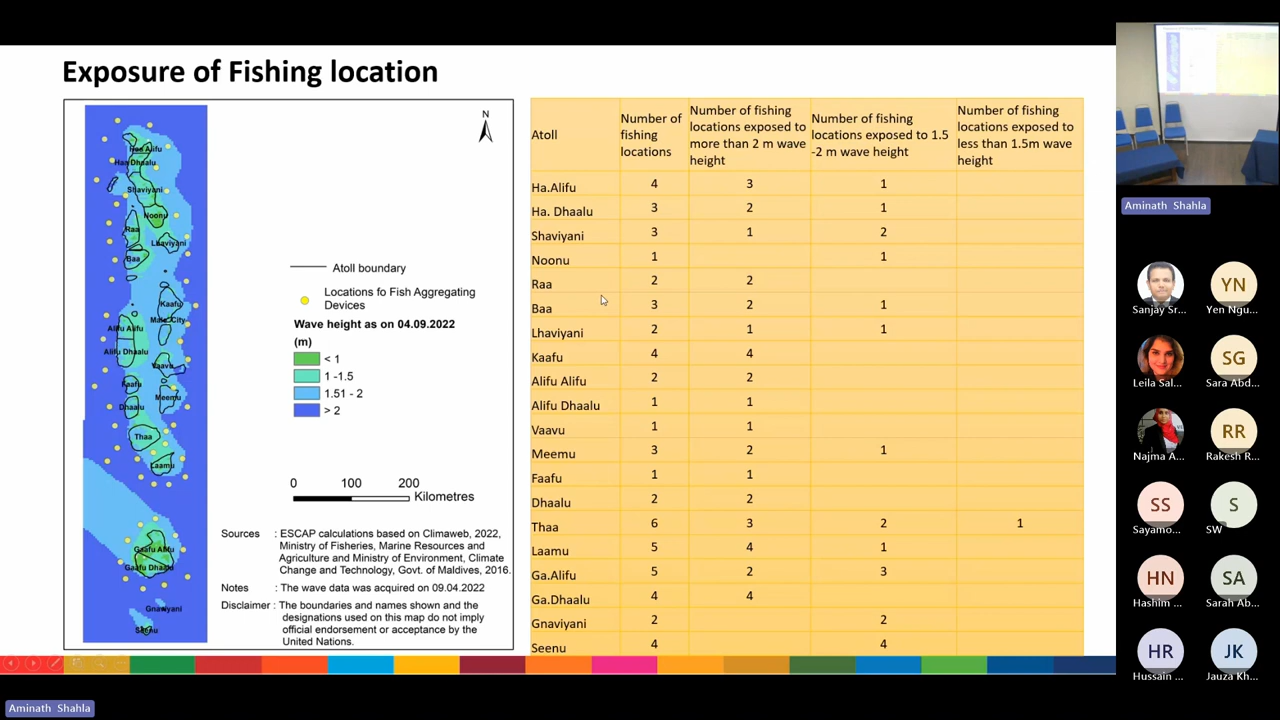 Exposure of Fishing location
N
Ha. Alifu
Haa Dhaalu
Shaviyani
Noonu
Raa
Lhaviyani
Baa
Kaafu
Male' City
Alifu Alifu
Alifu Dhaalu
Vaavu
Faafu
Meemu
Dhaalu
Thaa
Laamu
Gaafu Alifu
Gaafu Dhaalu
Gnaviyani
Seenu
Atoll boundary
Locations fo Fish Aggregating
Devices
Wave height as on 04.09.2022
(m)
< 1
1 -1.5
1.51 - 2
> 2
0 100 200
Kilometres
Sources : ESCAP calculations based on Climaweb, 2022,
Ministry of Fisheries, Marine Resources and
Agriculture and Ministry of Environment, Climate
Change and Technology, Govt. of Maldives, 2016.
Notes : The wave data was acquired on 09.04.2022
Disclaimer : The boundaries and names shown and the
designations used on this map do not imply
official endorsement or acceptance by the
United Nations.
Atoll
Number of
fishing
locations
Number of fishing
locations exposed to
more than 2 m wave
height
Number of fishing
locations exposed to 1.5
-2 m wave height
Number of fishing
locations exposed to
less than 1.5m wave
height
Ha.Alifu 4 3 1
Ha. Dhaalu 3 2 1
Shaviyani 3 1 2
Noonu 1 1
Raa 2 2
Baa 3 2 1
Lhaviyani 2 1 1
Kaafu 4 4
Alifu Alifu 2 2
Alifu Dhaalu 1 1
Vaavu 1 1
Meemu 3 2 1
Faafu 1 1
Dhaalu 2 2
Thaa 6 3 2 1
Laamu 5 4 1
Ga.Alifu 5 2 3
Ga.Dhaalu 4 4
Gnaviyani 2 2
Seenu 4 4
Aminath Shahla
Sanjay Sr...
YN
Yen Ngu...
Leila Sal...
SG
Sara Abd...
Najma A...
RR
Rakesh R...
SS
Sayamo...
S
SW
HN
Hashim ...
SA
Sarah Ab...
HR
Hussain ...
JK
Jauza Kh...
Aminath Shahla